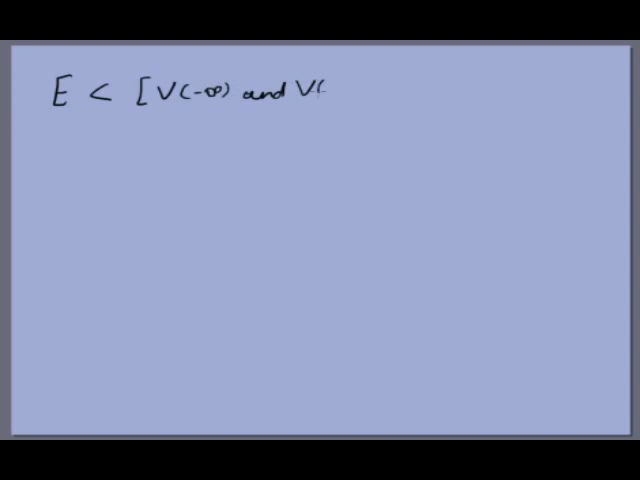 E < [V(-∞) and V(